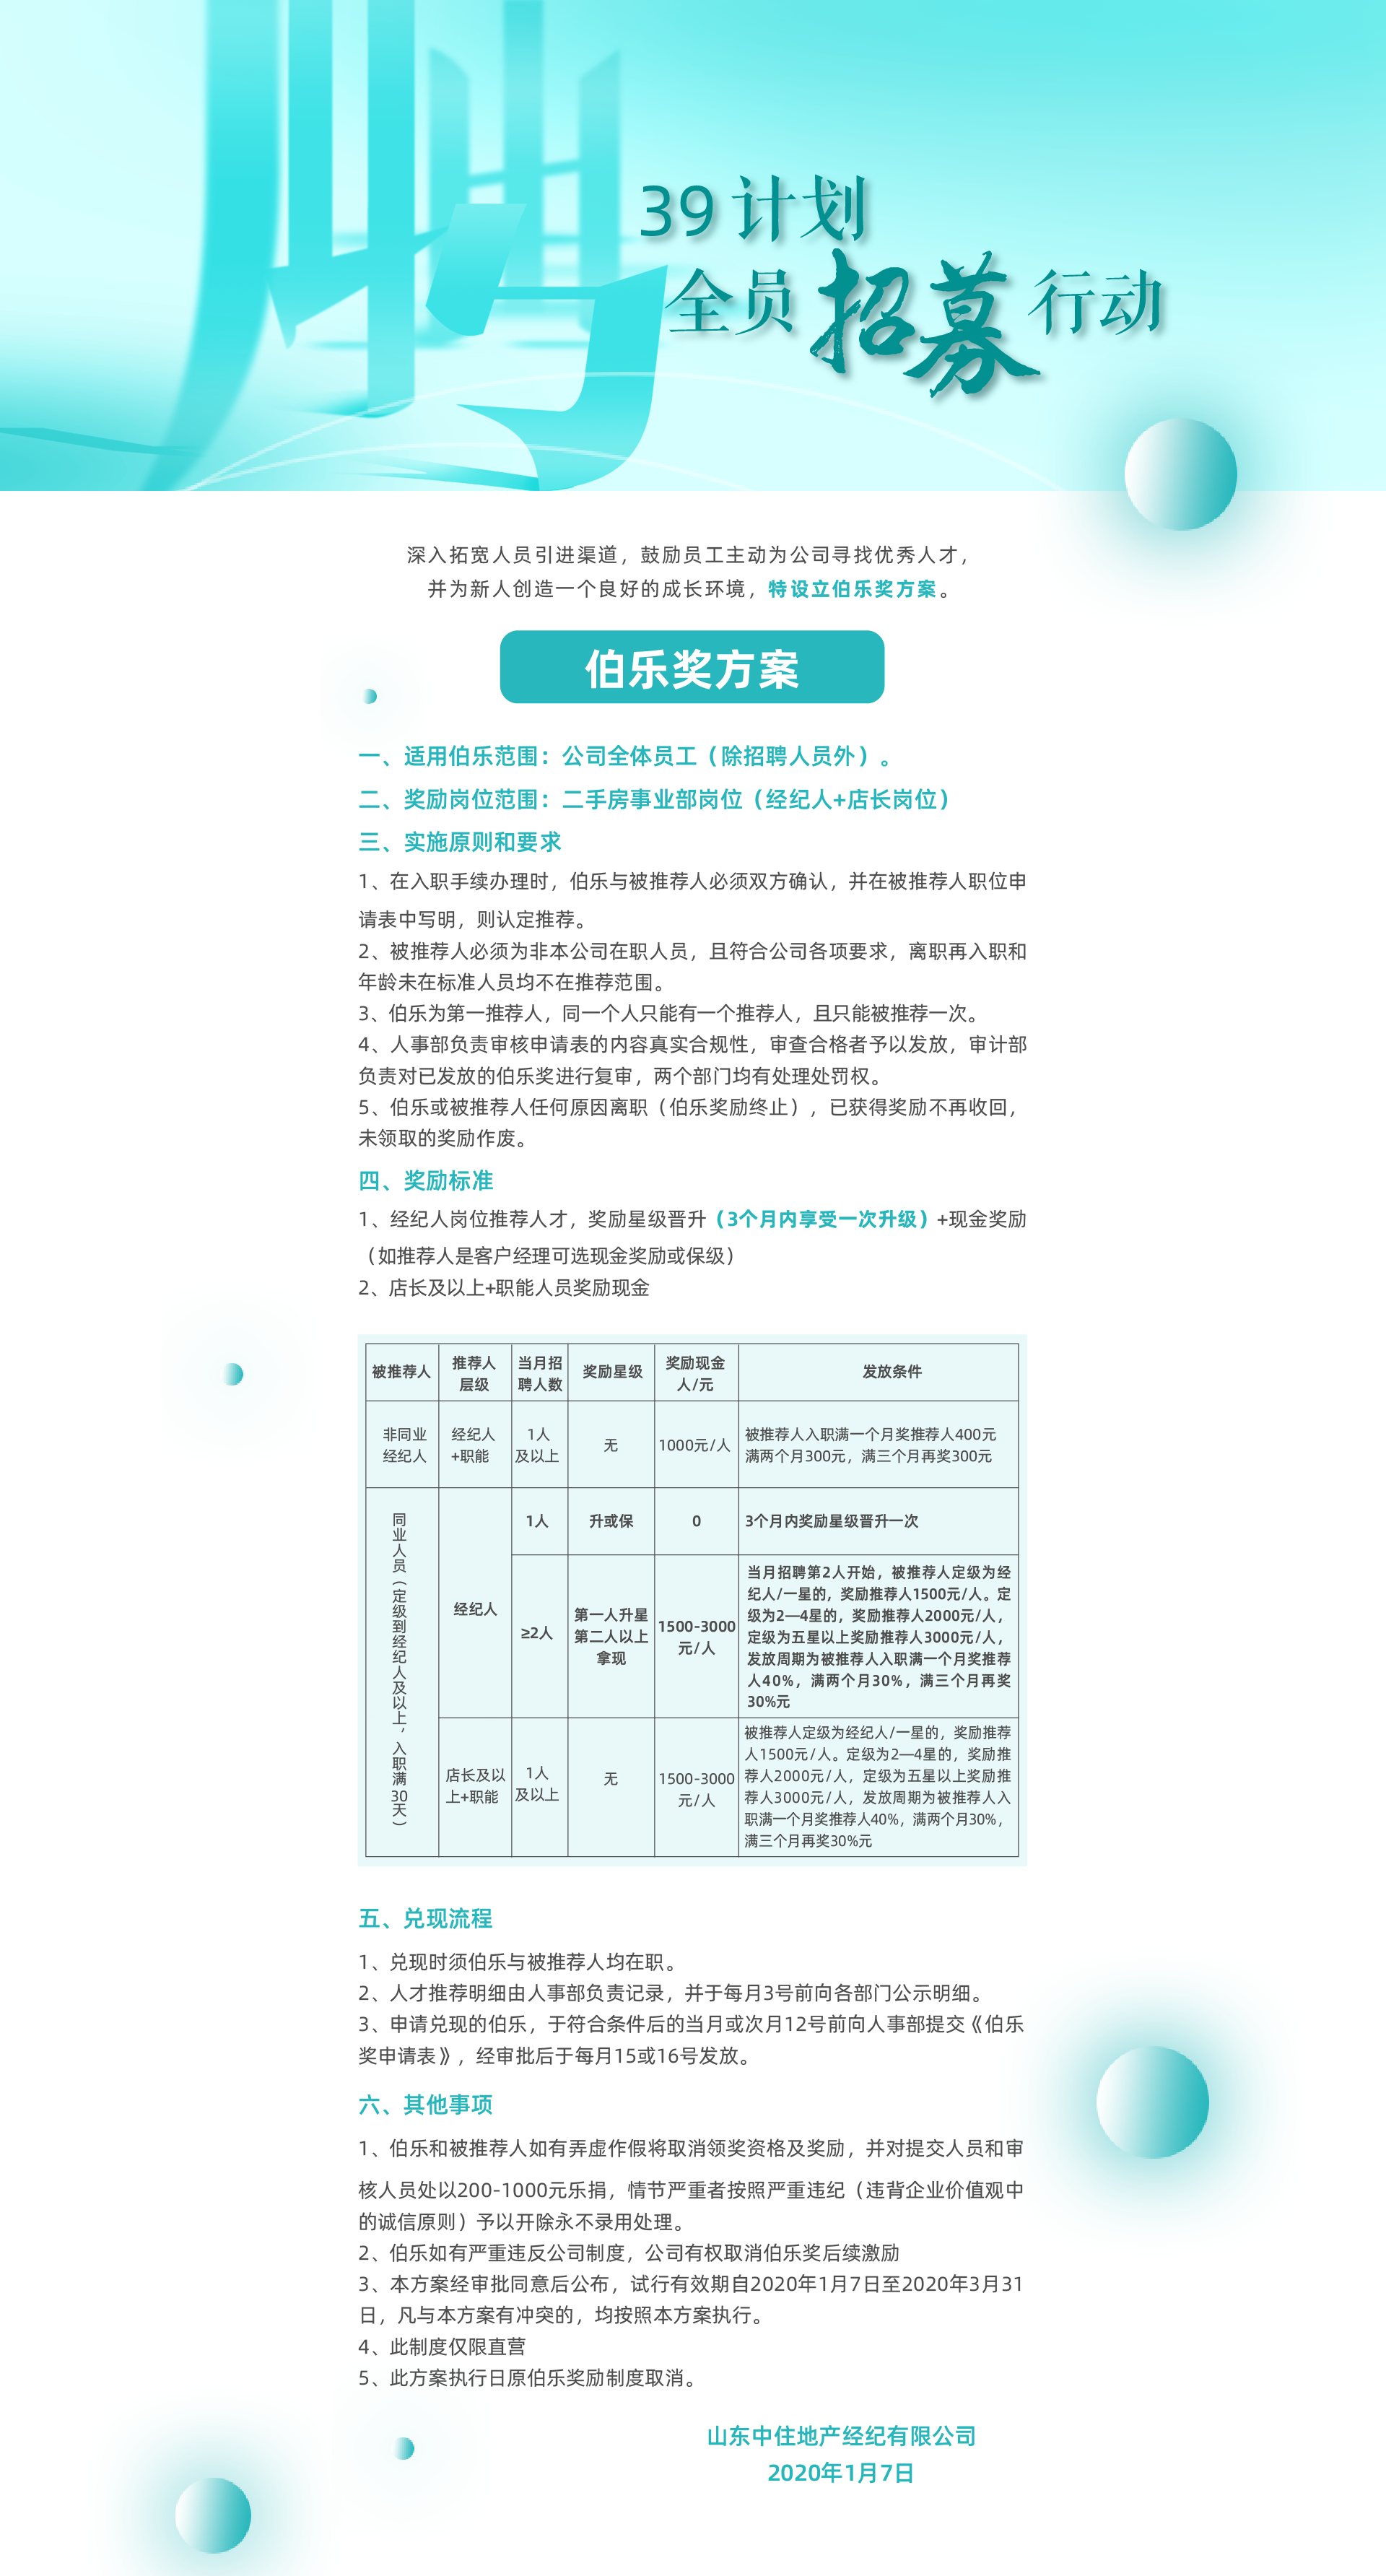 聘
39计划
全员招募行动
深入拓宽人员引进渠道，鼓励员工主动为公司寻找优秀人才，
并为新人创造一个良好的成长环境，特设立伯乐奖方案。
伯乐奖方案
一、适用伯乐范围：公司全体员工（除招聘人员外）。
二、奖励岗位范围：二手房事业部岗位（经纪人+店长岗位）
三、实施原则和要求
1、在入职手续办理时，伯乐与被推荐人必须双方确认，并在被推荐人职位申
请表中写明，则认定推荐。
2、被推荐人必须为非本公司在职人员，且符合公司各项要求，离职再入职和
年龄未在标准人员均不在推荐范围。
3、伯乐为第一推荐人，同一个人只能有一个推荐人，且只能被推荐一次。
4、人事部负责审核申请表的内容真实合规性，审查合格者予以发放，审计部
负责对已发放的伯乐奖进行复审，两个部门均有处理处罚权。
5、伯乐或被推荐人任何原因离职（伯乐奖励终止），已获得奖励不再收回，
未领取的奖励作废。
四、奖励标准
1、经纪人岗位推荐人才，奖励星级晋升（3个月内享受一次升级）+现金奖励
（如推荐人是客户经理可选现金奖励或保级）
2、店长及以上+职能人员奖励现金
被推荐人
推荐人
层级
当月招
聘人数
奖励星级
奖励现金
人/元
发放条件
非同业
经纪人
经纪人
+职能
1人
及以上
无
1000元/人
被推荐人入职满一个月奖推荐人400元
满两个月300元，满三个月再奖300元
同业人员（定级到经纪人及以上，入职满30天）
经纪人
1人
升或保
0
3个月内奖励星级晋升一次
≥2人
第一人升星
第二人以上
拿现
1500-3000
元/人
当月招聘第2人开始，被推荐人定级为经
纪人/一星的，奖励推荐人1500元/人。定
级为2—4星的，奖励推荐人2000元/人，
定级为五星以上奖励推荐人3000元/人，
发放周期为被推荐人入职满一个月奖推荐
人40%，满两个月30%，满三个月再奖
30%元
店长及以
上+职能
1人
及以上
无
1500-3000
元/人
被推荐人定级为经纪人/一星的，奖励推荐
人1500元/人。定级为2—4星的，奖励推
荐人2000元/人，定级为五星以上奖励推
荐人3000元/人，发放周期为被推荐人入
职满一个月奖推荐人40%，满两个月30%，
满三个月再奖30%元
五、兑现流程
1、兑现时须伯乐与被推荐人均在职。
2、人才推荐明细由人事部负责记录，并于每月3号前向各部门公示明细。
3、申请兑现的伯乐，于符合条件后的当月或次月12号前向人事部提交《伯乐
奖申请表》，经审批后于每月15或16号发放。
六、其他事项
1、伯乐和被推荐人如有弄虚作假将取消领奖资格及奖励，并对提交人员和审
核人员处以200-1000元乐捐，情节严重者按照严重违纪（违背企业价值观中
的诚信原则）予以开除永不录用处理。
2、伯乐如有严重违反公司制度，公司有权取消伯乐奖后续激励
3、本方案经审批同意后公布，试行有效期自2020年1月7日至2020年3月31
日，凡与本方案有冲突的，均按照本方案执行。
4、此制度仅限直营
5、此方案执行日原伯乐奖励制度取消。
山东中住地产经纪有限公司
2020年1月7日